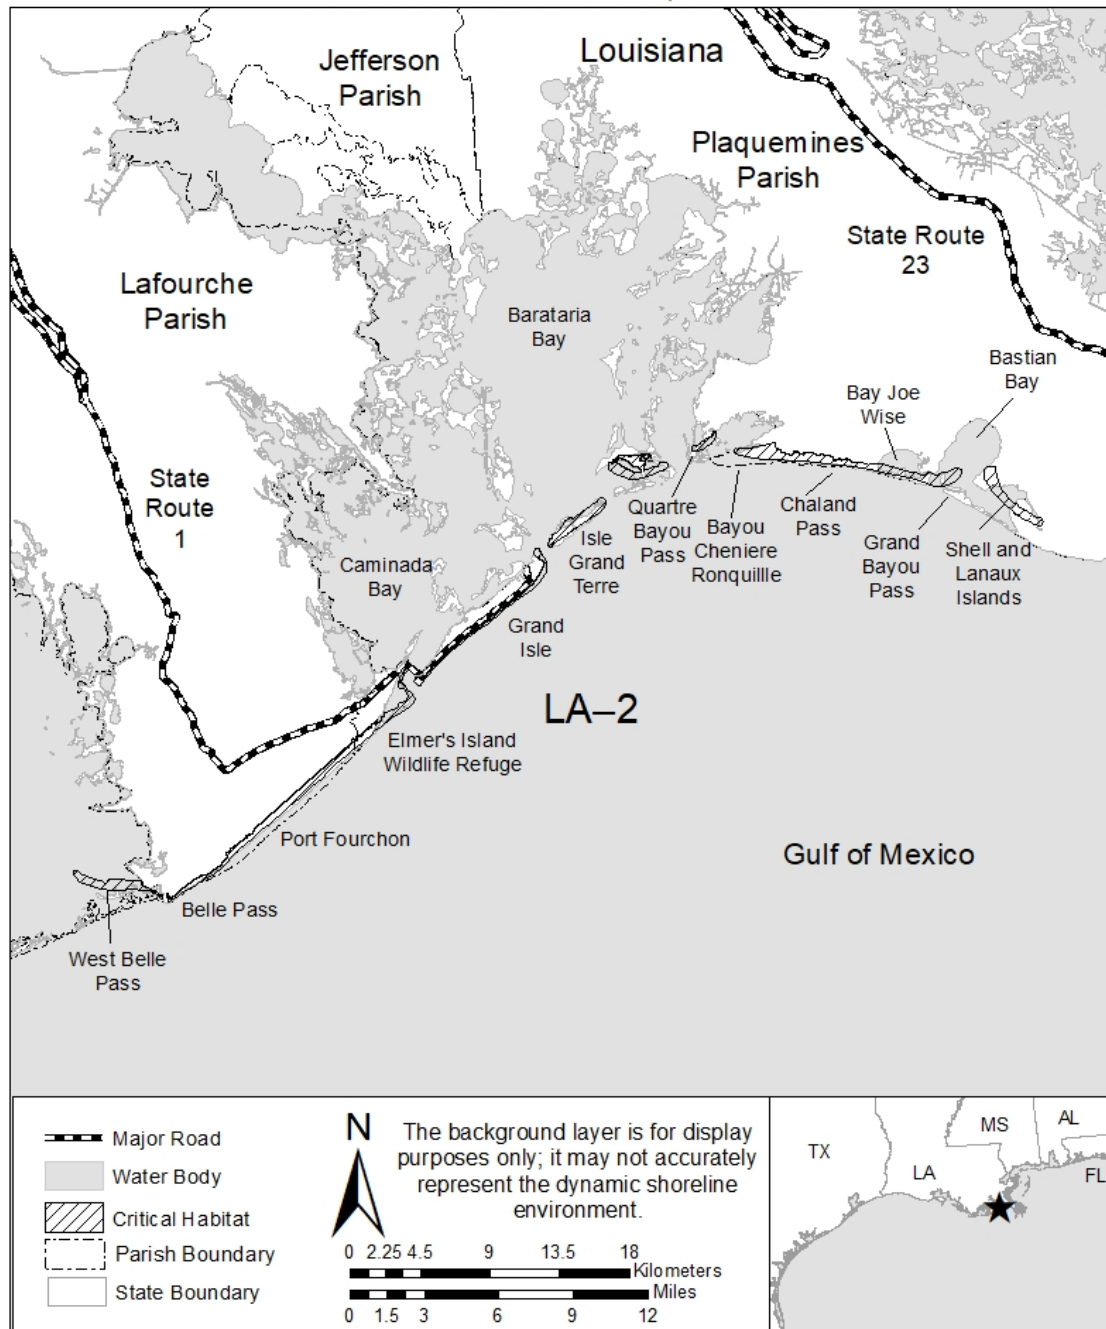 Louisiana
Jefferson
Parish
Plaquemines
Parish
State Route
23
Lafourche
Parish
Barataria
Bay
Bastian
Bay
Bay Joe
Wise
State
Route
1
Chaland
Pass
Quartre
Bayou
Pass
Bayou
Cheniere
Ronquillle
Isle
Grand
Terre
Grand
Bayou
Pass
Shell and
Lanaux
Islands
Caminada
Bay
Grand
Isle
LA–2
Elmer's Island
Wildlife Refuge
Port Fourchon
Gulf of Mexico
Belle Pass
West Belle
Pass
Major Road
Water Body
Critical Habitat
Parish Boundary
State Boundary
N
The background layer is for display
purposes only; it may not accurately
represent the dynamic shoreline
environment.
0 2.25 4.5 9 13.5 18
Kilometers
Miles
0 1.5 3 6 9 12
TX
LA
MS
AL
FL